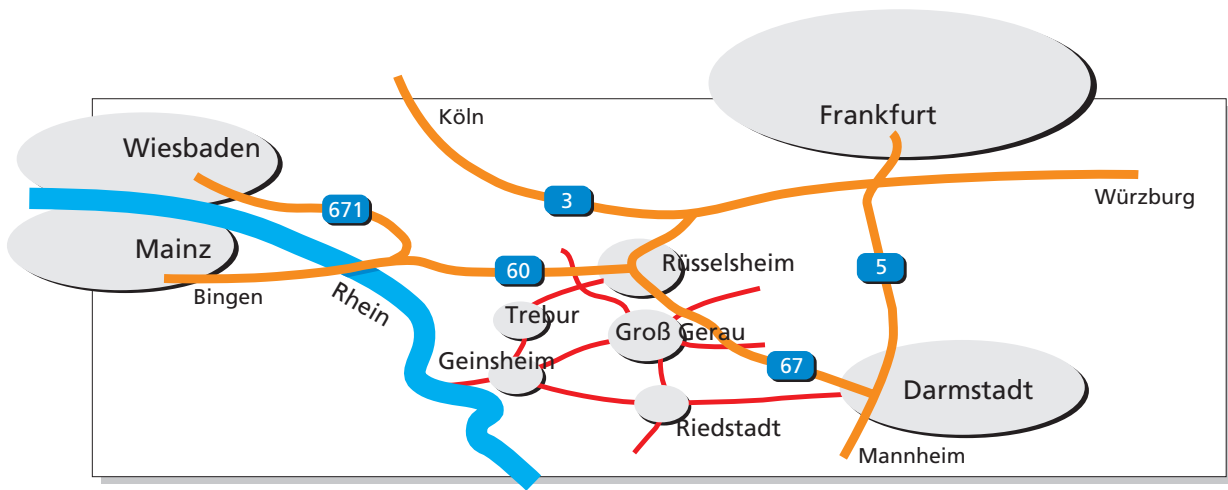 Köln
Frankfurt
Wiesbaden
Würzburg
671
3
Mainz
Rüsselsheim
5
60
Bingen
Rhein
Trebur
Groß Gerau
Geinsheim
67
Darmstadt
Riedstadt
Mannheim